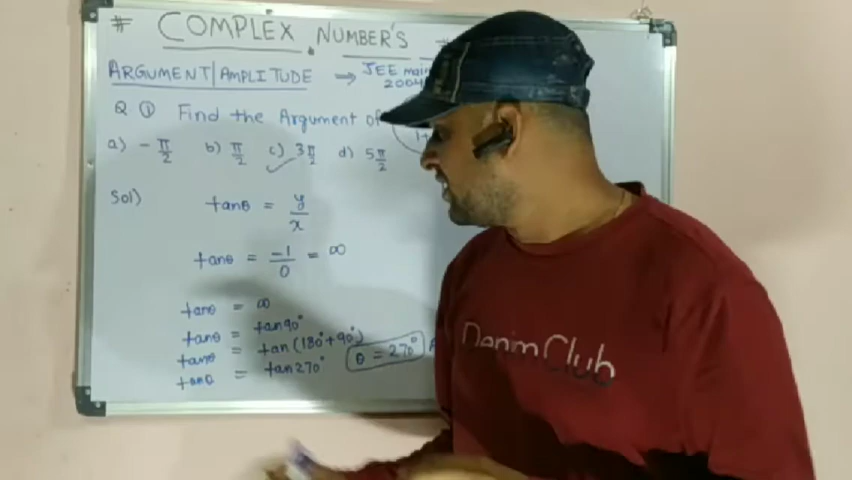 # COMPLEX NUMBER'S
ARGUMENT/AMPLITUDE → JEE main
2004
Q ① Find the Argument of
1+
a) -π/2 b) π/2 c) 3π/2 d) 5π/2
Sol) tanθ = y/x
tanθ = -1/0 = ∞
tanθ = ∞
tanθ = tan90°
tanθ = tan(180°+90°)
tanθ = tan270° θ = 270°
Denim Club